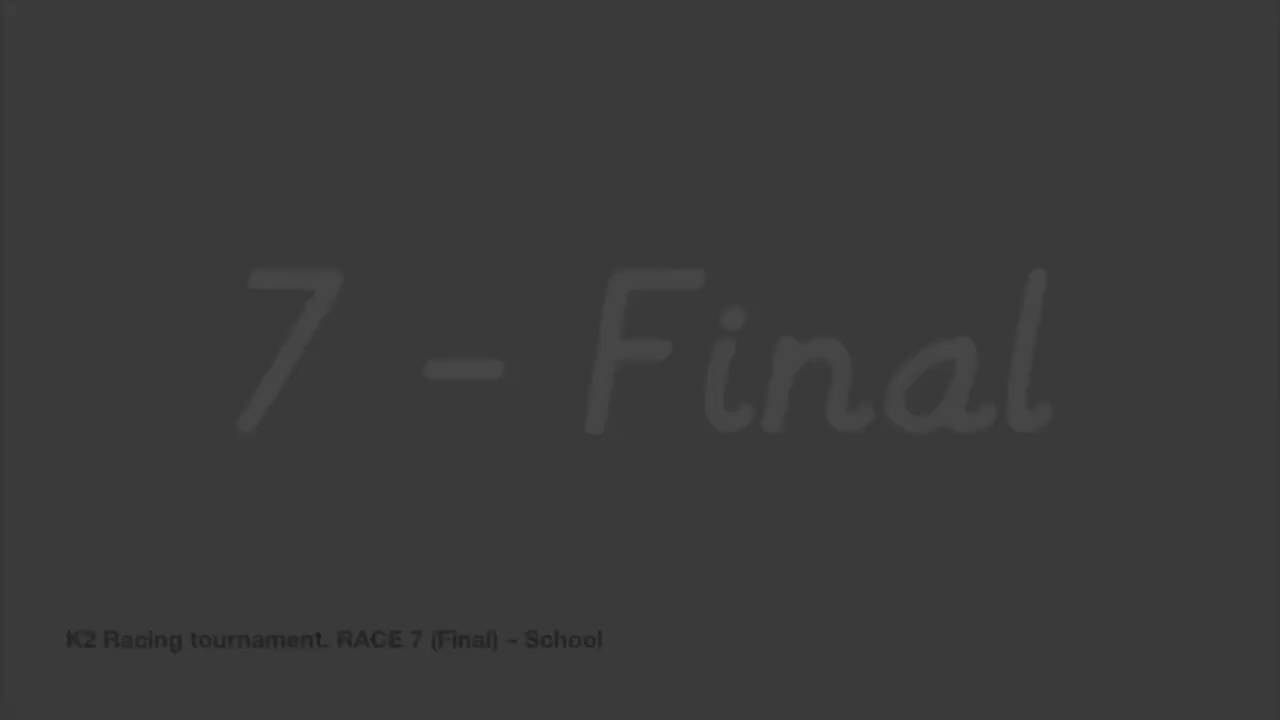 7 - Final
K2 Racing tournament. RACE 7 (Final) - School